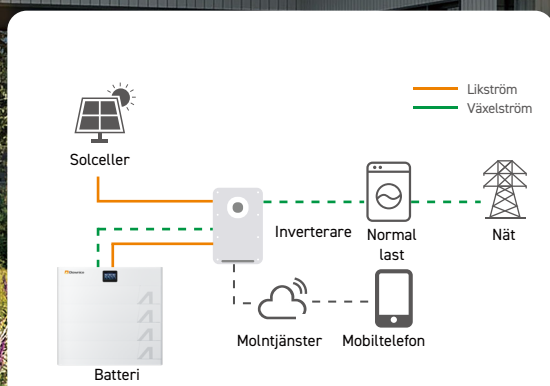 Likström
Växelström
Solceller
Inverterare
Normal
last
Nät
Molntjänster
Mobiltelefon
Batteri